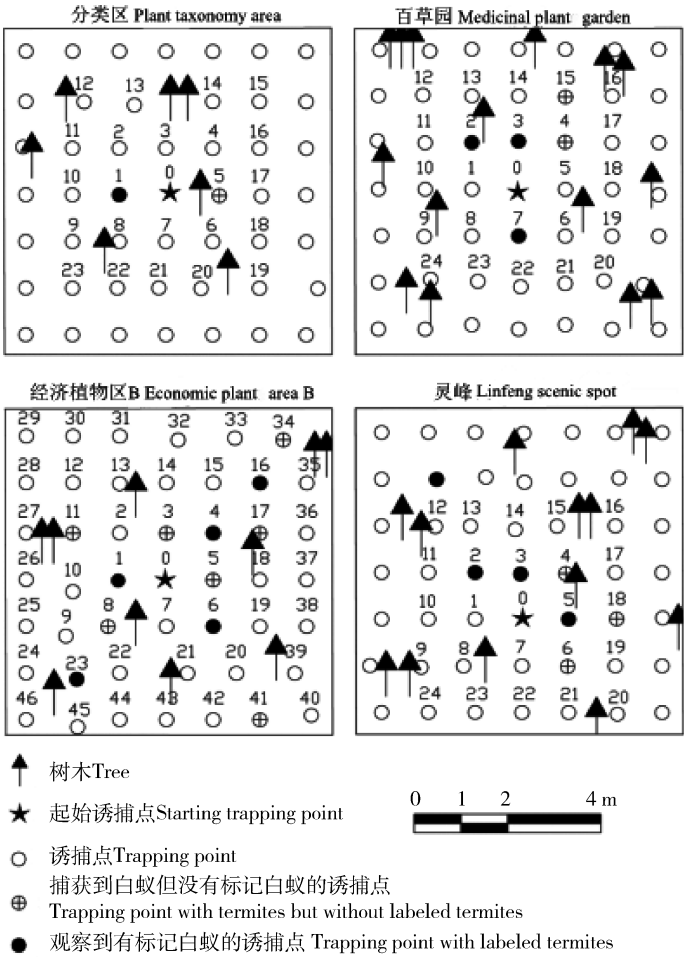 分类区 Plant taxonomy area
12 13 14 15
11 2 3 4 16
10 1 0 5 17
9 8 7 6 18
23 22 21 20 19
百草园 Medicinal plant garden
12 13 14 15 16
11 2 3 4 17
10 1 0 5 18
9 8 7 6 19
24 23 22 21 20
经济植物区B Economic plant area B
29 30 31 32 33 34
28 12 13 14 15 16 35
27 11 2 3 4 17 36
26 10 1 0 5 18 37
25 9 8 7 6 19 38
24 23 22 21 20 39
46 45 44 43 42 41 40
灵峰 Linfeng scenic spot
12 13 14 15 16
11 2 3 4 17
10 1 0 5 18
9 8 7 6 19
24 23 22 21 20
树木Tree
起始诱捕点Starting trapping point
0 1 2 4 m
诱捕点Trapping point
捕获到白蚁但没有标记白蚁的诱捕点
Trapping point with termites but without labeled termites
观察到有标记白蚁的诱捕点 Trapping point with labeled termites